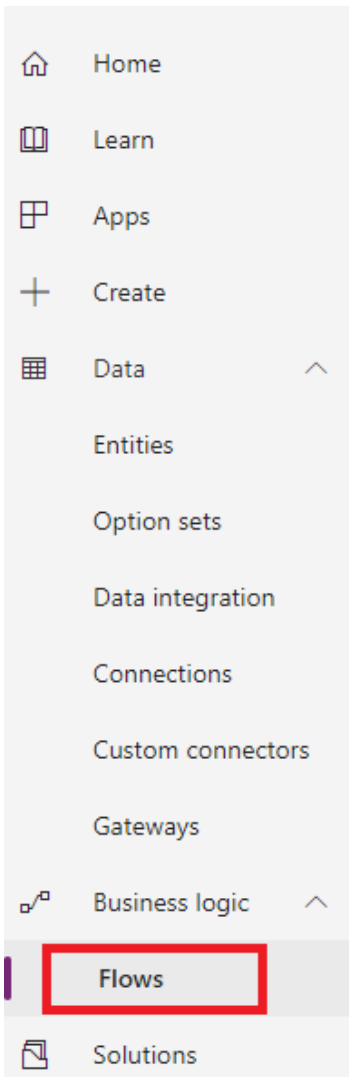 Home
Learn
Apps
Create
Data
Entities
Option sets
Data integration
Connections
Custom connectors
Gateways
Business logic
Flows
Solutions